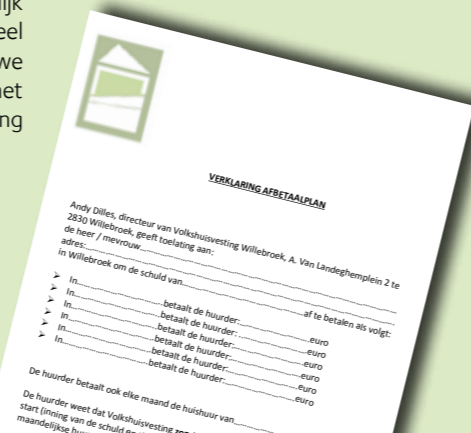 lijk
eel
we
net
ng
VERKLARING AFBETAALPLAN
Andy Dilles, directeur van Volkshuisvesting Willebroek, A. Van Landeghemplein 2 te
2830 Willebroek, geeft toelating aan:
de heer / mevrouw
adres:
in Willebroek om de schuld van af te betalen als volgt:
➢ In betaalt de huurder: euro
➢ In betaalt de huurder: euro
➢ In betaalt de huurder: euro
➢ In betaalt de huurder: euro
➢ In betaalt de huurder: euro
➢ In betaalt de huurder: euro
De huurder betaalt ook elke maand de huishuur van
De huurder weet dat Volkshuisvesting
start (inning van de schuld
maandelijkse